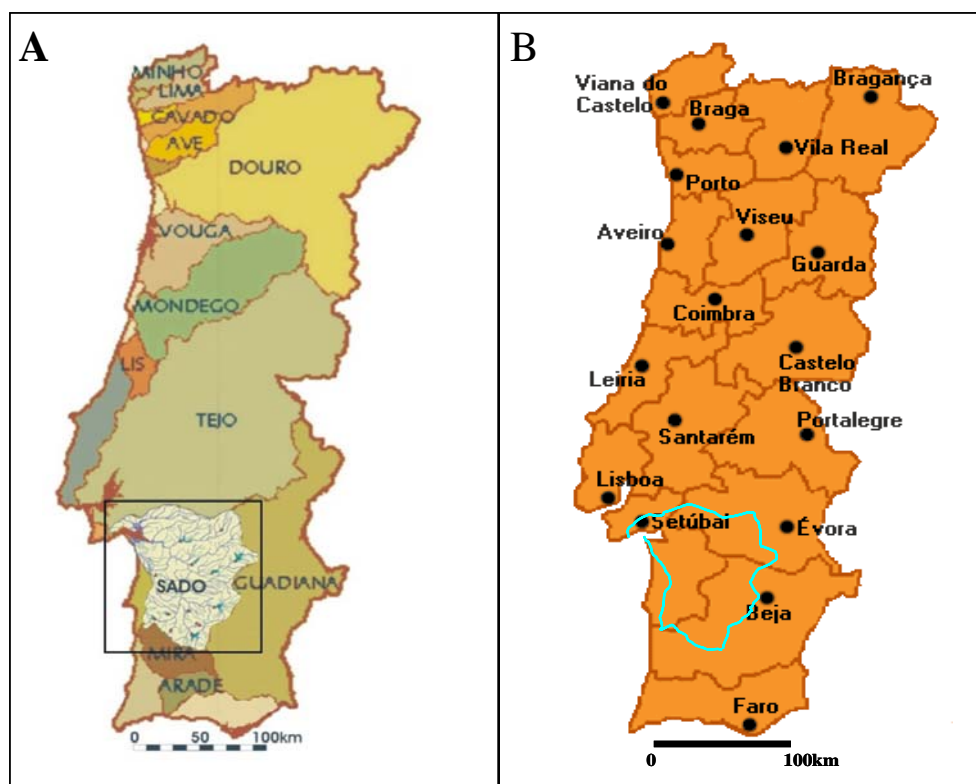 A
MINHO
LIMA
CAVADO
AVE
DOURO
VOUGA
MONDEGO
LIS
TEJO
SADO
GUADIANA
MIRA
ARADE
0 50 100km
B
Viana do
Castelo
Bragança
Braga
Vila Real
Porto
Viseu
Aveiro
Guarda
Coimbra
Castelo
Branco
Leiria
Portalegre
Santarém
Lisboa
Setúbal
Évora
Beja
Faro
0 100km